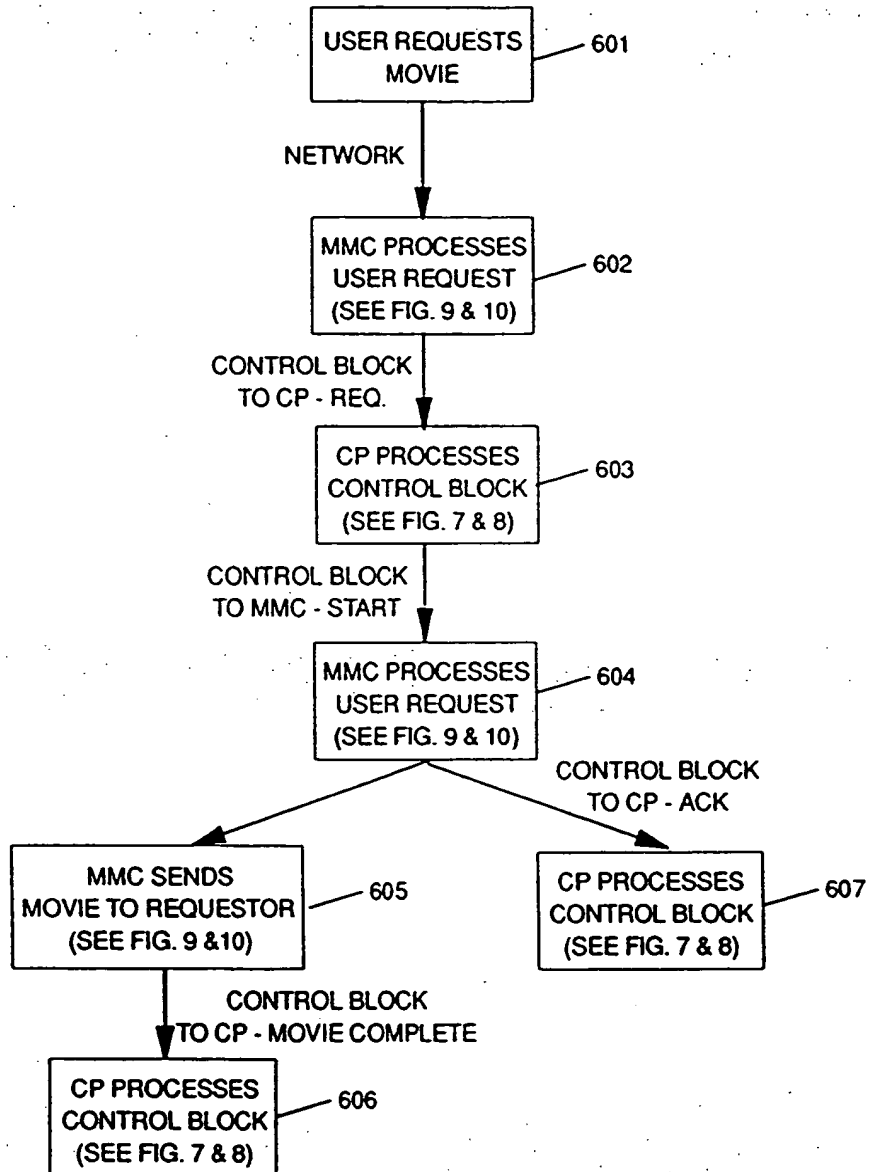 USER REQUESTS
MOVIE
601
NETWORK
MMC PROCESSES
USER REQUEST
(SEE FIG. 9 & 10)
602
CONTROL BLOCK
TO CP - REQ.
CP PROCESSES
CONTROL BLOCK
(SEE FIG. 7 & 8)
603
CONTROL BLOCK
TO MMC - START
MMC PROCESSES
USER REQUEST
(SEE FIG. 9 & 10)
604
CONTROL BLOCK
TO CP - ACK
MMC SENDS
MOVIE TO REQUESTOR
(SEE FIG. 9 &10)
605
CP PROCESSES
CONTROL BLOCK
(SEE FIG. 7 & 8)
607
CONTROL BLOCK
TO CP - MOVIE COMPLETE
CP PROCESSES
CONTROL BLOCK
(SEE FIG. 7 & 8)
606